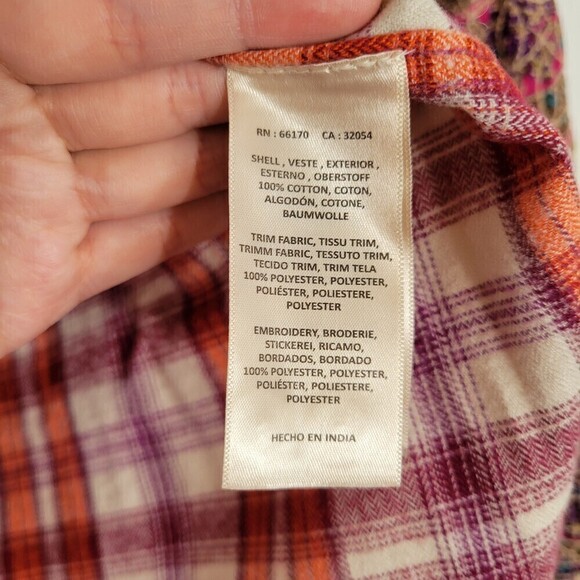 RN : 66170 CA : 32054
SHELL , VESTE , EXTERIOR ,
ESTERNO , OBERSTOFF
100% COTTON, COTON,
ALGODÓN, COTONE,
BAUMWOLLE
TRIM FABRIC, TISSU TRIM,
TRIMM FABRIC, TESSUTO TRIM,
TECIDO TRIM, TRIM TELA
100% POLYESTER, POLYESTER,
POLIÉSTER, POLIESTERE,
POLYESTER
EMBROIDERY, BRODERIE,
STICKEREI, RICAMO,
BORDADOS, BORDADO
100% POLYESTER, POLYESTER,
POLIÉSTER, POLIESTERE,
POLYESTER
HECHO EN INDIA